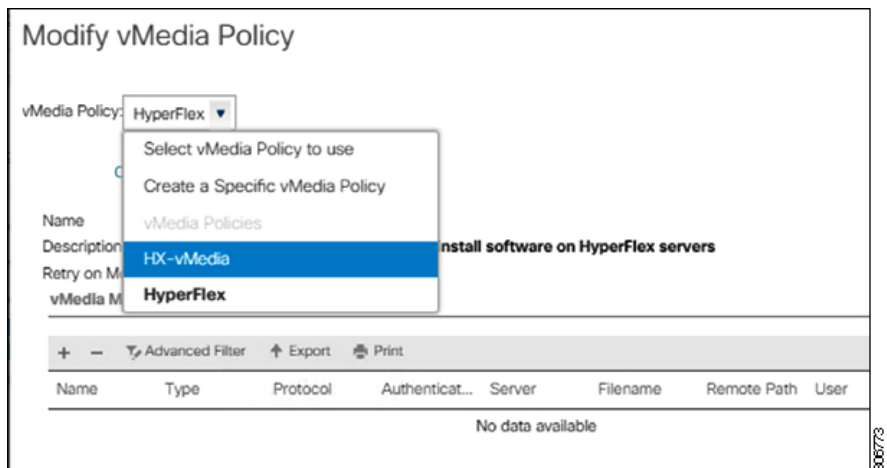 Modify vMedia Policy
vMedia Policy: HyperFlex
Select vMedia Policy to use
Create a Specific vMedia Policy
Name
vMedia Policies
Description
nstall software on HyperFlex servers
HX-vMedia
Retry on M
HyperFlex
vMedia M
+ − Advanced Filter Export Print
Name Type Protocol Authenticat... Server Filename Remote Path User
No data available
306773